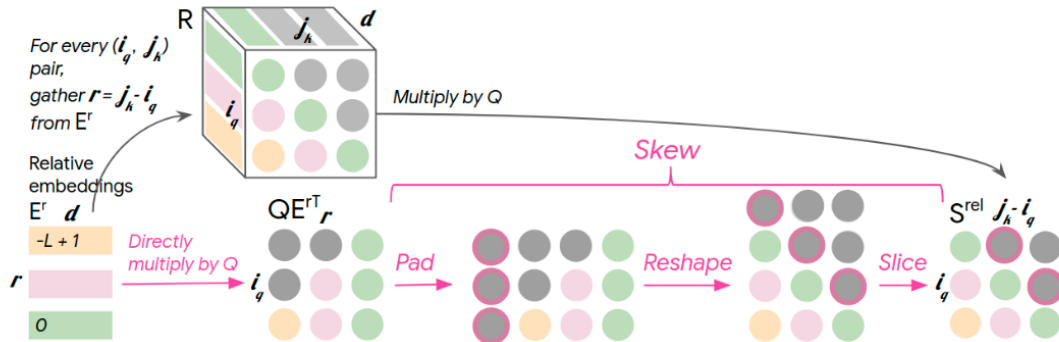 R
j_k
d
For every (i_q, j_k)
pair,
gather r = j_k - i_q
from E^r
i_q
Multiply by Q
Skew
Relative
embeddings
E^r d
QE^rT r
S^rel j_k - i_q
-L + 1
Directly
multiply by Q
Pad
Reshape
Slice
r
i_q
i_q
0